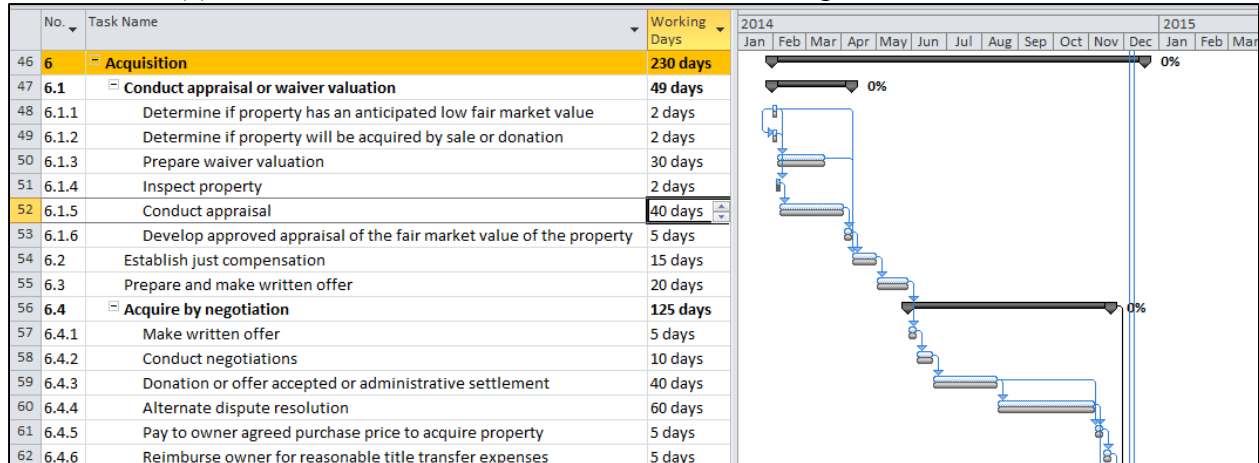 No. Task Name Working Days 2014 2015
Jan Feb Mar Apr May Jun Jul Aug Sep Oct Nov Dec Jan Feb Mar
46 6 Acquisition 230 days 0%
47 6.1 Conduct appraisal or waiver valuation 49 days 0%
48 6.1.1 Determine if property has an anticipated low fair market value 2 days
49 6.1.2 Determine if property will be acquired by sale or donation 2 days
50 6.1.3 Prepare waiver valuation 30 days
51 6.1.4 Inspect property 2 days
52 6.1.5 Conduct appraisal 40 days
53 6.1.6 Develop approved appraisal of the fair market value of the property 5 days
54 6.2 Establish just compensation 15 days
55 6.3 Prepare and make written offer 20 days
56 6.4 Acquire by negotiation 125 days 0%
57 6.4.1 Make written offer 5 days
58 6.4.2 Conduct negotiations 10 days
59 6.4.3 Donation or offer accepted or administrative settlement 40 days
60 6.4.4 Alternate dispute resolution 60 days
61 6.4.5 Pay to owner agreed purchase price to acquire property 5 days
62 6.4.6 Reimburse owner for reasonable title transfer expenses 5 days